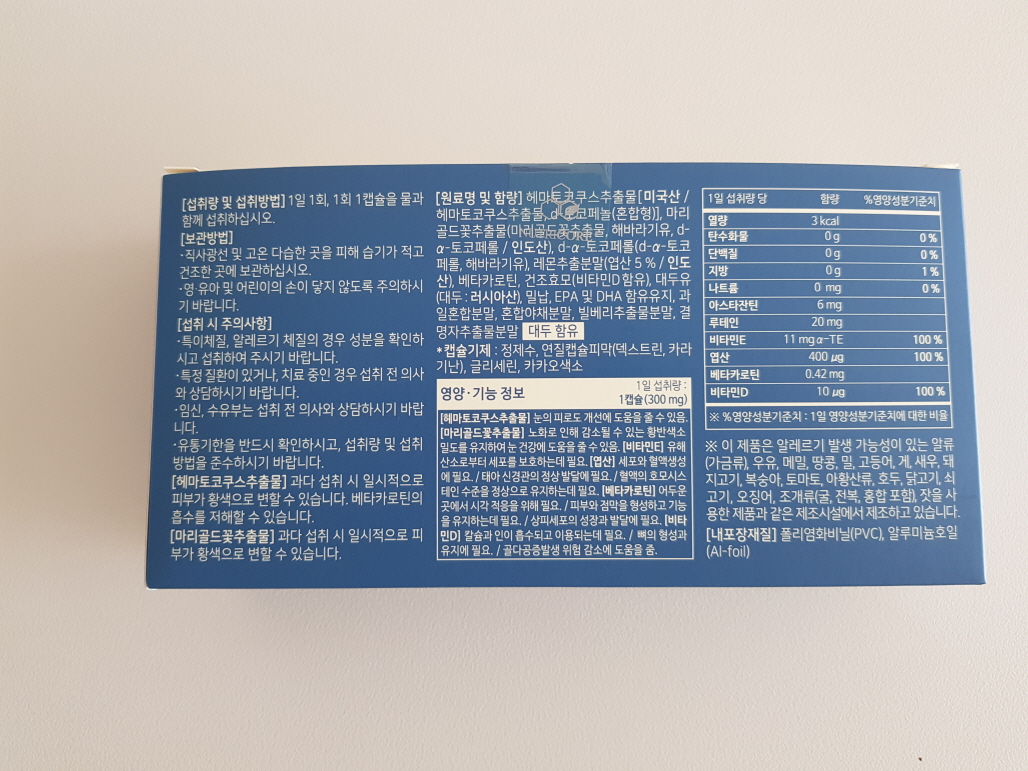 [섭취량 및 섭취방법] 1일 1회, 1회 1캡슐을 물과
함께 섭취하십시오.
[보관방법]
·직사광선 및 고온 다습한 곳을 피해 습기가 적고
건조한 곳에 보관하십시오.
·영·유아 및 어린이의 손이 닿지 않도록 주의하시
기 바랍니다.
[섭취 시 주의사항]
·특이체질, 알레르기 체질의 경우 성분을 확인하
시고 섭취하여 주시기 바랍니다.
·특정 질환이 있거나, 치료 중인 경우 섭취 전 의사
와 상담하시기 바랍니다.
·임신, 수유부는 섭취 전 의사와 상담하시기 바랍
니다.
·유통기한을 반드시 확인하시고, 섭취량 및 섭취
방법을 준수하시기 바랍니다.
[헤마토코쿠스추출물] 과다 섭취 시 일시적으로
피부가 황색으로 변할 수 있습니다. 베타카로틴의
흡수를 저해할 수 있습니다.
[마리골드꽃추출물] 과다 섭취 시 일시적으로 피
부가 황색으로 변할 수 있습니다.
[원료명 및 함량] 헤마토코쿠스추출물[미국산 /
헤마토코쿠스추출물, d-토코페놀(혼합형)], 마리
골드꽃추출물(마리골드꽃추출물, 해바라기유, d-
α-토코페롤 / 인도산), d-α-토코페롤(d-α-토코
페롤, 해바라기유), 레몬추출분말(엽산 5 % / 인도
산), 베타카로틴, 건조효모(비타민D함유), 대두유
(대두 : 러시아산), 밀납, EPA 및 DHA 함유유지, 과
일혼합분말, 혼합야채분말, 빌베리추출물분말, 결
명자추출물분말 대두 함유
*캡슐기제 : 정제수, 연질캡슐피막(덱스트린, 카라
기난), 글리세린, 카카오색소
영양·기능 정보 1일 섭취량 :
1캡슐(300 mg)
[헤마토코쿠스추출물] 눈의 피로도 개선에 도움을 줄 수 있음.
[마리골드꽃추출물] 노화로 인해 감소될 수 있는 황반색소
밀도를 유지하여 눈 건강에 도움을 줄 수 있음. [비타민E] 유해
산소로부터 세포를 보호하는데 필요. [엽산] 세포와 혈액생성
에 필요. / 태아 신경관의 정상 발달에 필요. / 혈액의 호모시스
테인 수준을 정상으로 유지하는데 필요. [베타카로틴] 어두운
곳에서 시각 적응을 위해 필요. / 피부와 점막을 형성하고 기능
을 유지하는데 필요. / 상피세포의 성장과 발달에 필요. [비타
민D] 칼슘과 인이 흡수되고 이용되는데 필요. / 뼈의 형성과
유지에 필요. / 골다공증발생 위험 감소에 도움을 줌.
1일 섭취량 당 함량 %영양성분기준치
열량 3 kcal
탄수화물 0 g 0 %
단백질 0 g 0 %
지방 0 g 1 %
나트륨 0 mg 0 %
아스타잔틴 6 mg
루테인 20 mg
비타민E 11 mg α-TE 100 %
엽산 400 μg 100 %
베타카로틴 0.42 mg
비타민D 10 μg 100 %
※ %영양성분기준치 : 1일 영양성분기준치에 대한 비율
※ 이 제품은 알레르기 발생 가능성이 있는 알류
(가금류), 우유, 메밀, 땅콩, 밀, 고등어, 게, 새우, 돼
지고기, 복숭아, 토마토, 아황산류, 호두, 닭고기, 쇠
고기, 오징어, 조개류(굴, 전복, 홍합 포함), 잣을 사
용한 제품과 같은 제조시설에서 제조하고 있습니다.
[내포장재질] 폴리염화비닐(PVC), 알루미늄호일
(Al-foil)